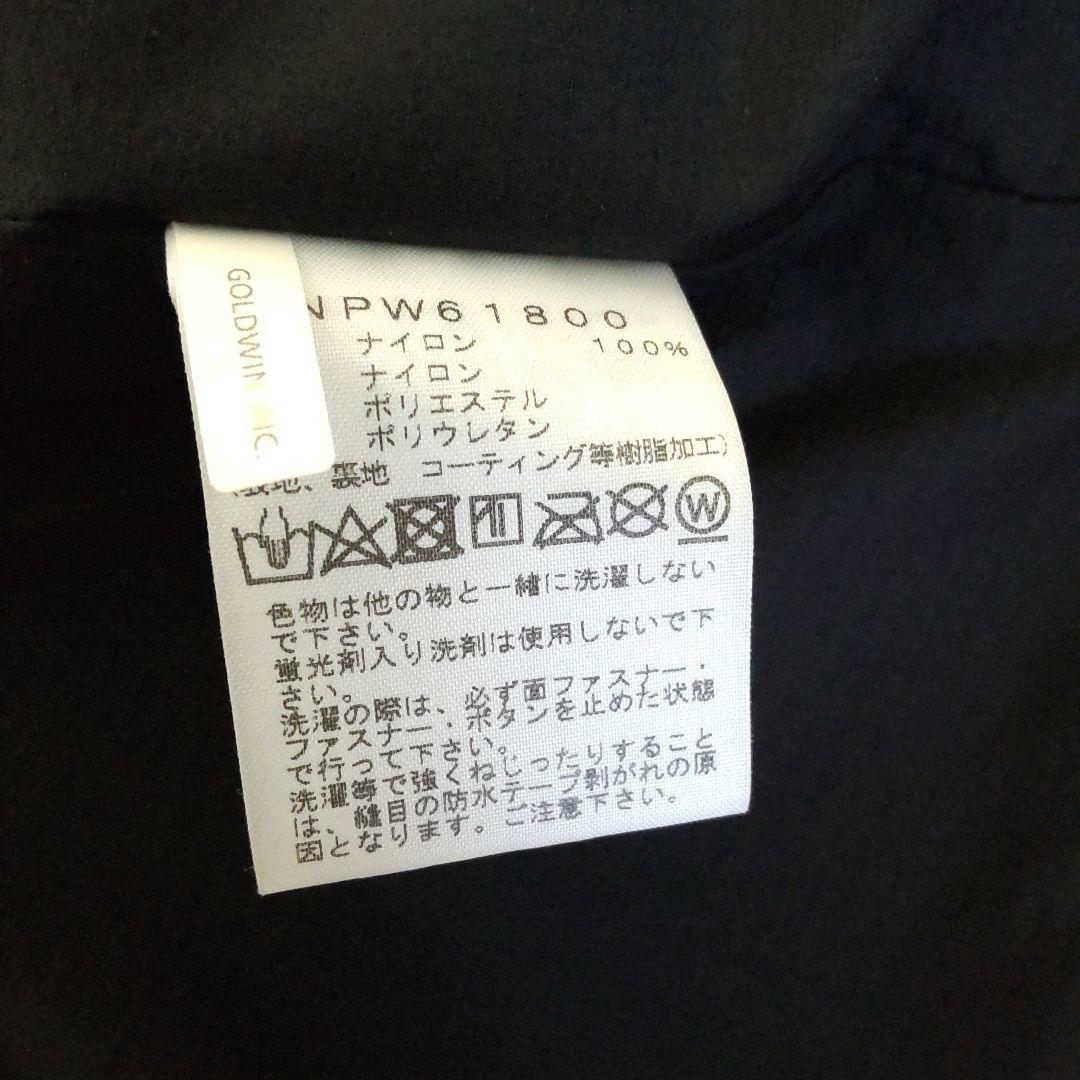 GOLDWIN
NPW61800
ナイロン 100%
ナイロン
ポリエステル
ポリウレタン
表地、裏地 コーティング等樹脂加工)
W
色物は他の物と一緒に洗濯しない
で下さい。
蛍光剤入り洗剤は使用しないで下
さい。
洗濯の際は、必ず面ファスナー・
ファスナー・ボタンを止めた状態
で行って下さい。
洗濯等で強くねじったりすること
は、縫目の防水テープ剥がれの原
因となります。ご注意下さい。